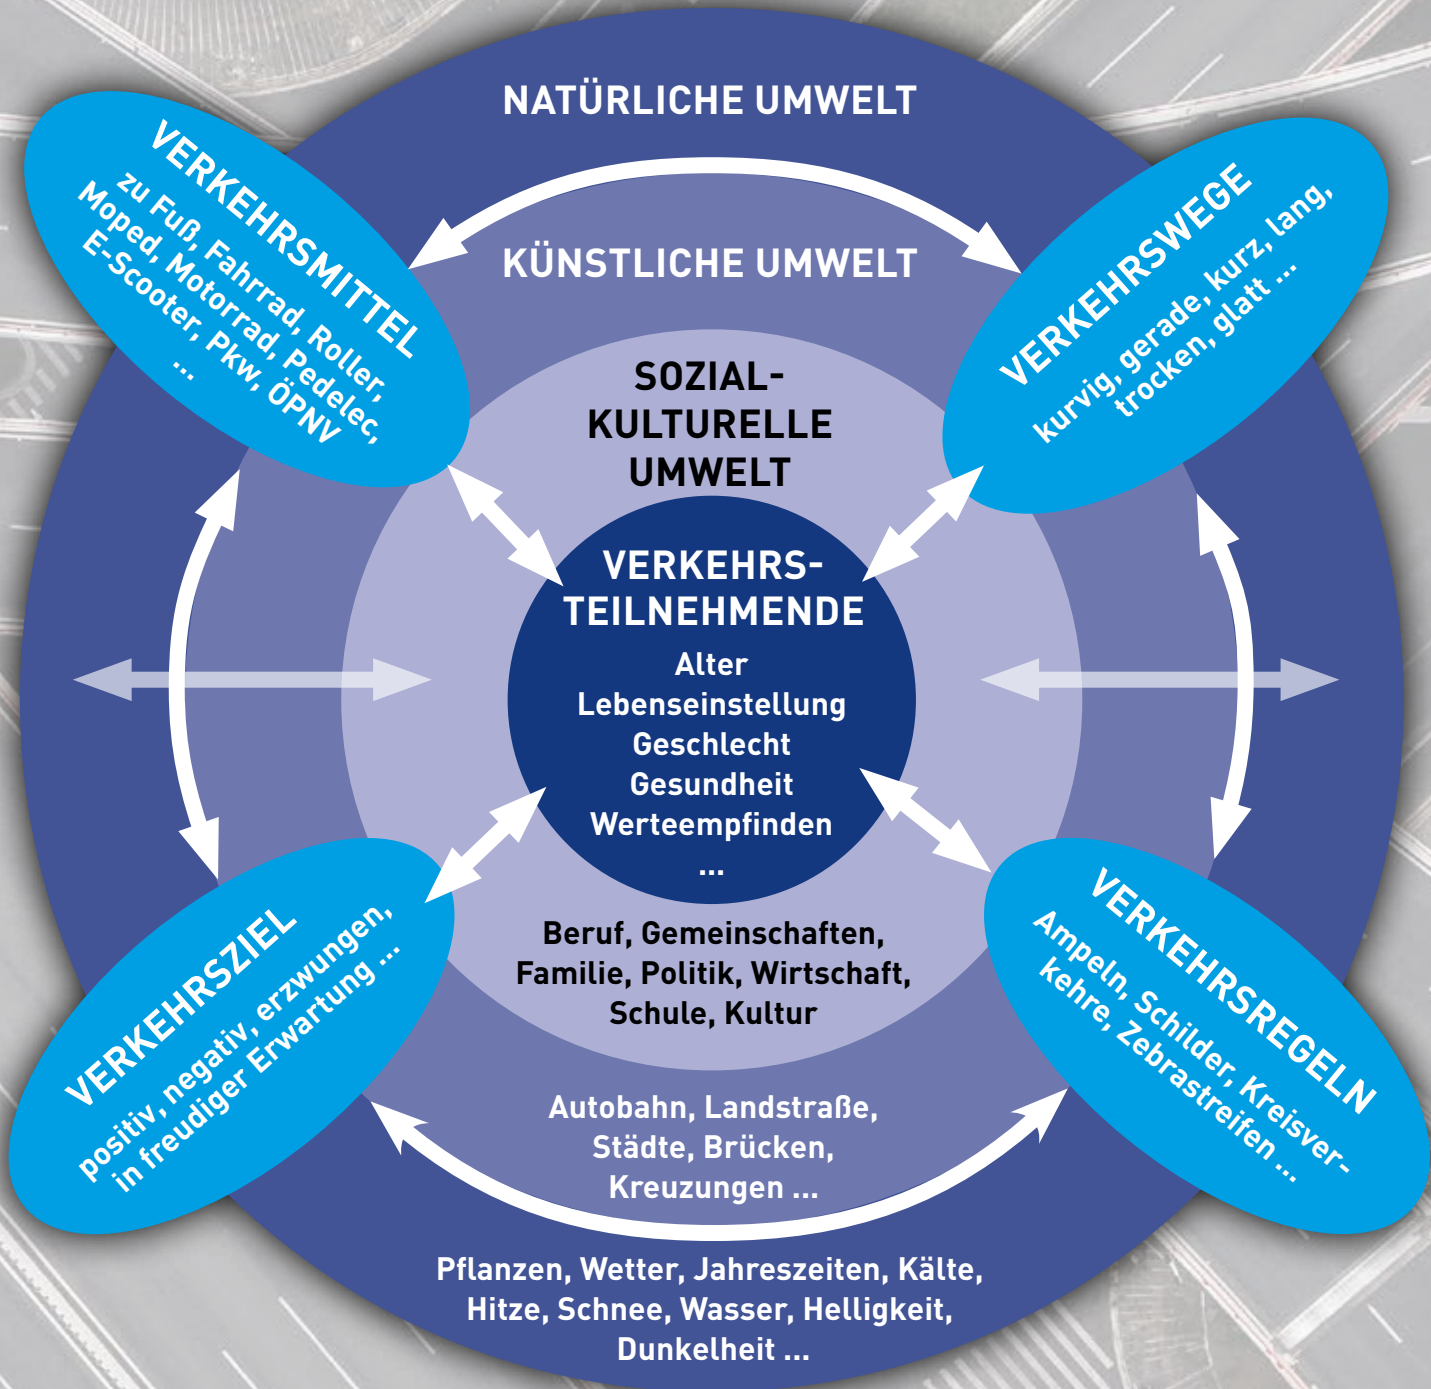 NATÜRLICHE UMWELT
VERKEHRSMITTEL
zu Fuß, Fahrrad, Roller,
Moped, Motorrad, Pedelec,
E-Scooter, Pkw, ÖPNV
...
VERKEHRSWEGE
kurvig, gerade, kurz, lang,
trocken, glatt ...
KÜNSTLICHE UMWELT
SOZIAL-
KULTURELLE
UMWELT
VERKEHRS-
TEILNEHMENDE
Alter
Lebenseinstellung
Geschlecht
Gesundheit
Werteempfinden
...
VERKEHRSZIEL
positiv, negativ, erzwungen,
in freudiger Erwartung ...
VERKEHRSREGELN
Ampeln, Schilder, Kreisver-
kehre, Zebrastreifen ...
Beruf, Gemeinschaften,
Familie, Politik, Wirtschaft,
Schule, Kultur
Autobahn, Landstraße,
Städte, Brücken,
Kreuzungen ...
Pflanzen, Wetter, Jahreszeiten, Kälte,
Hitze, Schnee, Wasser, Helligkeit,
Dunkelheit ...